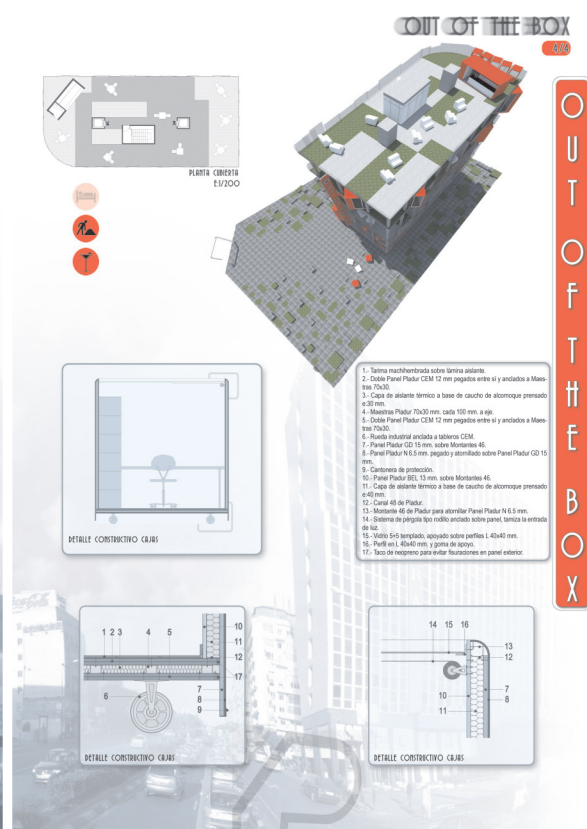 OUT OF THE BOX
4/4
OUT OF THE BOX
PLANTA CUBIERTA
E:1/200
1.- Tarima machihembrada sobre lámina aislante.
2.- Doble Panel Pladur CEM 12 mm pegados entre sí y anclados a Maes-
tras 70x30.
3.- Capa de aislante térmico a base de caucho de alcornoque prensado
e:30 mm.
4.- Maestras Pladur 70x30 mm. cada 100 mm. a eje.
5.- Doble Panel Pladur CEM 12 mm pegados entre sí y anclados a Maes-
tras 70x30.
6.- Rueda industrial anclada a tableros CEM.
7.- Panel Pladur GD 15 mm. sobre Montantes 46.
8.- Panel Pladur N 6.5 mm. pegado y atornillado sobre Panel Pladur GD 15
mm.
9.- Cantonera de protección.
10.- Panel Pladur BEL 13 mm. sobre Montantes 46.
11.- Capa de aislante térmico a base de caucho de alcornoque prensado
e:40 mm.
12.- Canal 48 de Pladur.
13.- Montante 46 de Pladur para atornillar Panel Pladur N 6.5 mm.
14.- Sistema de pérgola tipo rodillo anclado sobre panel, tamiza la entrada
de luz.
15.- Vidrio 5+5 templado, apoyado sobre perfiles L 40x40 mm.
16.- Perfil en L 40x40 mm. y goma de apoyo.
17.- Taco de neopreno para evitar fisuraciones en panel exterior.
DETALLE CONSTRUCTIVO CAJAS
1 2 3 4 5
10
11
12
17
6
7
8
9
DETALLE CONSTRUCTIVO CAJAS
14 15 16
13
12
10
7
8
11
DETALLE CONSTRUCTIVO CAJAS